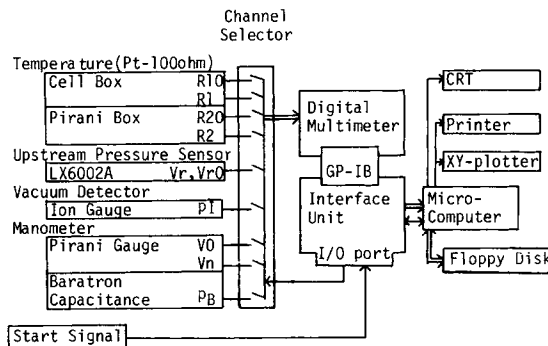 Channel
Selector
Temperature(Pt-100ohm)
Cell Box R10
R1
Pirani Box R20
R2
Upstream Pressure Sensor
LX6002A Vr,Vr0
Vacuum Detector
Ion Gauge pI
Manometer
Pirani Gauge V0
Vn
Baratron
Capacitance pB
Start Signal
Digital
Multimeter
GP-IB
Interface
Unit
I/O port
CRT
Printer
XY-plotter
Micro-
Computer
Floppy Disk